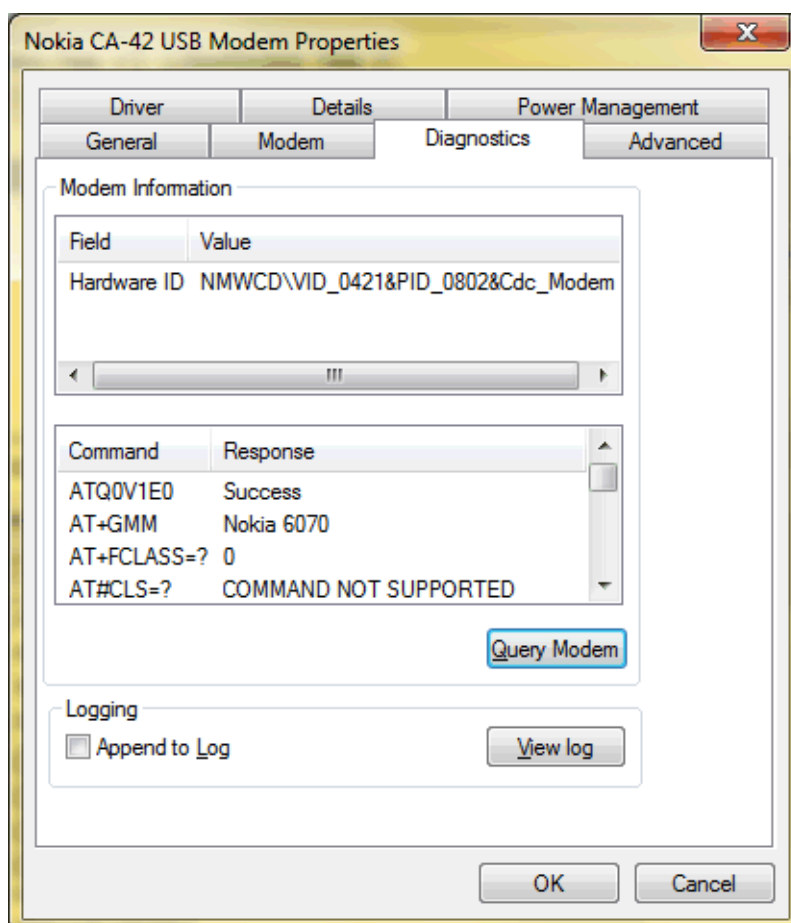 Nokia CA-42 USB Modem Properties
Driver Details Power Management
General Modem Diagnostics Advanced
Modem Information
Field Value
Hardware ID NMWCD\VID_0421&PID_0802&Cdc_Modem
Command Response
ATQ0V1E0 Success
AT+GMM Nokia 6070
AT+FCLASS=? 0
AT#CLS=? COMMAND NOT SUPPORTED
Query Modem
Logging
Append to Log View log
OK Cancel